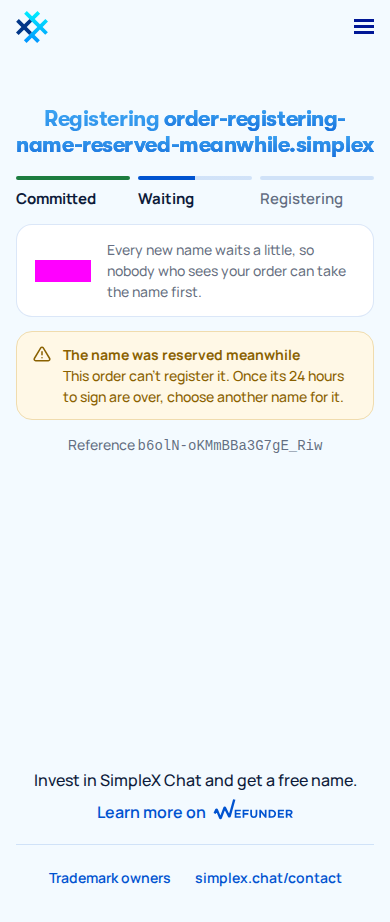 Registering order-registering-
name-reserved-meanwhile.simplex
Committed
Waiting
Registering
Every new name waits a little, so
nobody who sees your order can take
the name first.
The name was reserved meanwhile
This order can't register it. Once its 24 hours
to sign are over, choose another name for it.
Reference b6olN-oKMmBBa3G7gE_Riw
Invest in SimpleX Chat and get a free name.
Learn more on WEFUNDER
Trademark owners
simplex.chat/contact